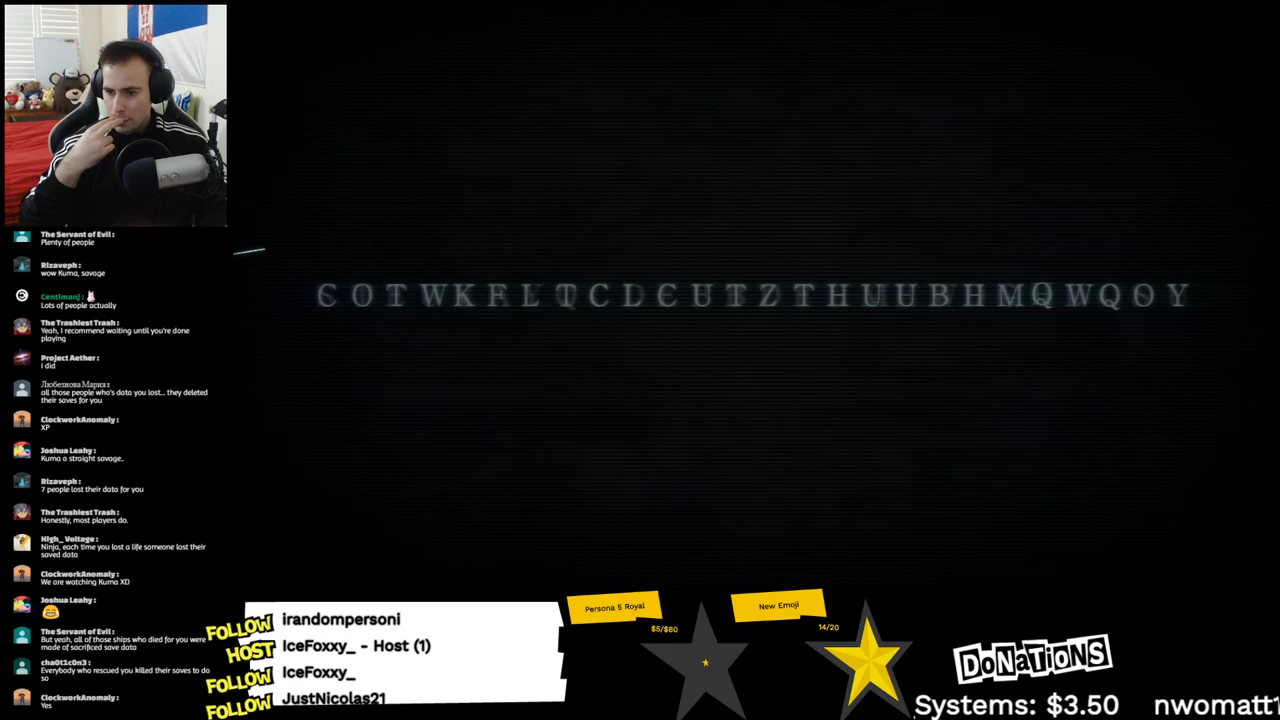 The Servant of Evil :
Plenty of people
Rizaveph :
wow Kuma, savage
Centimanj :
Lots of people actually
The Trashiest Trash :
Yeah, I recommend waiting until you're done
playing
Project Aether :
I did
Любезнова Мария :
all those people who's data you lost... they deleted
their saves for you
ClockworkAnomaly :
XP
Joshua Leahy :
Kuma a straight savage..
Rizaveph :
7 people lost their data for you
The Trashiest Trash :
Honestly, most players do.
High_Voltage :
Ninja, each time you lost a life someone lost their
saved data
ClockworkAnomaly :
We are watching Kuma XD
Joshua Leahy :
The Servant of Evil :
But yeah, all of those ships who died for you were
made of sacrificed save data
cha0t1c0n3 :
Everybody who rescued you killed their saves to do
so
ClockworkAnomaly :
Yes
FOLLOW irandompersoni
HOST IceFoxxy_ - Host (1)
FOLLOW IceFoxxy_
FOLLOW JustNicolas21
Persona 5 Royal
$5/$80
New Emoji
14/20
DoNATiONS
Systems: $3.50 nwomatt1